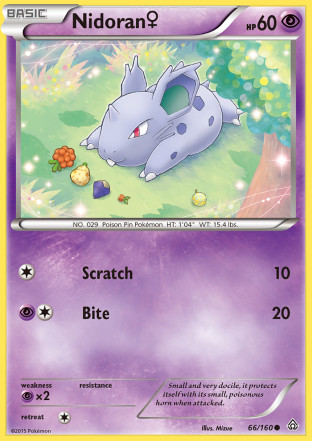 BASIC
Nidoran♀
HP60
NO. 029 Poison Pin Pokémon HT: 1'04" WT: 15.4 lbs.
Scratch 10
Bite 20
weakness
×2
resistance
retreat
Small and very docile, it protects
itself with its small, poisonous
horn when attacked.
©2015 Pokémon
Illus. Mizue
66/160 ●